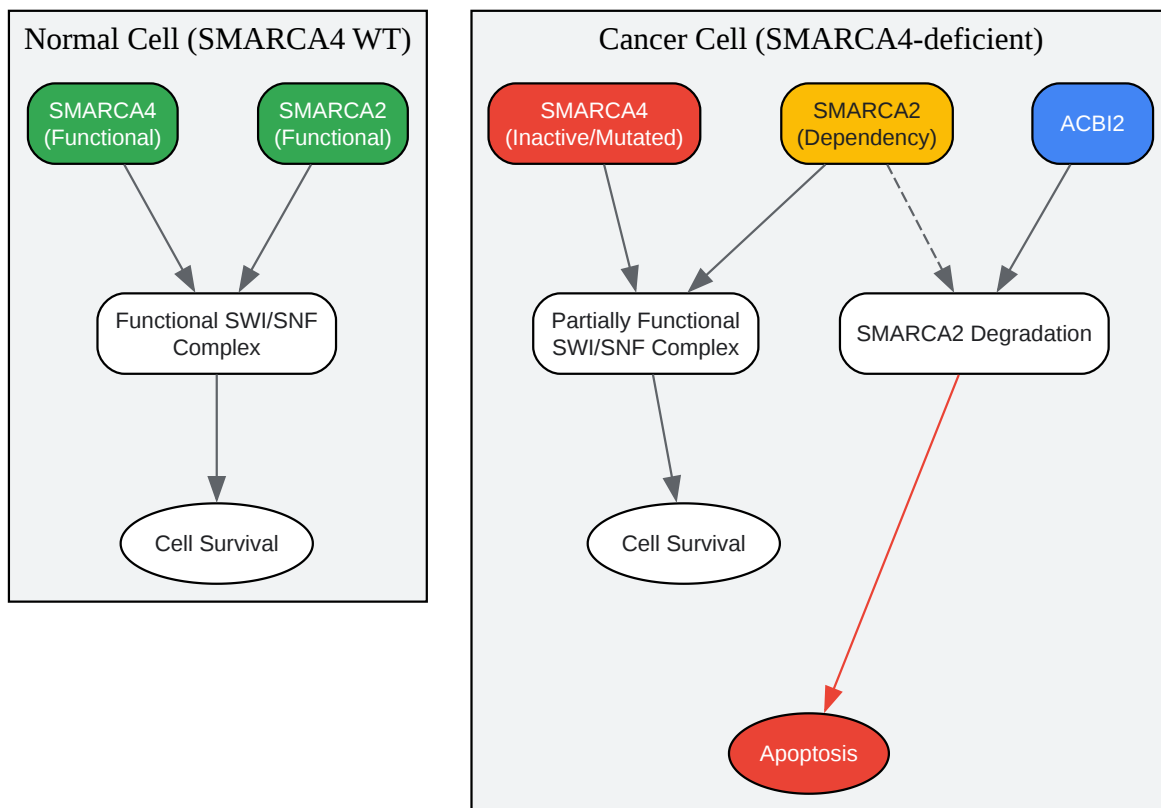 Normal Cell (SMARCA4 WT)
SMARCA4
(Functional)
SMARCA2
(Functional)
Functional SWI/SNF
Complex
Cell Survival
Cancer Cell (SMARCA4-deficient)
SMARCA4
(Inactive/Mutated)
SMARCA2
(Dependency)
ACBI2
Partially Functional
SWI/SNF Complex
SMARCA2 Degradation
Cell Survival
Apoptosis